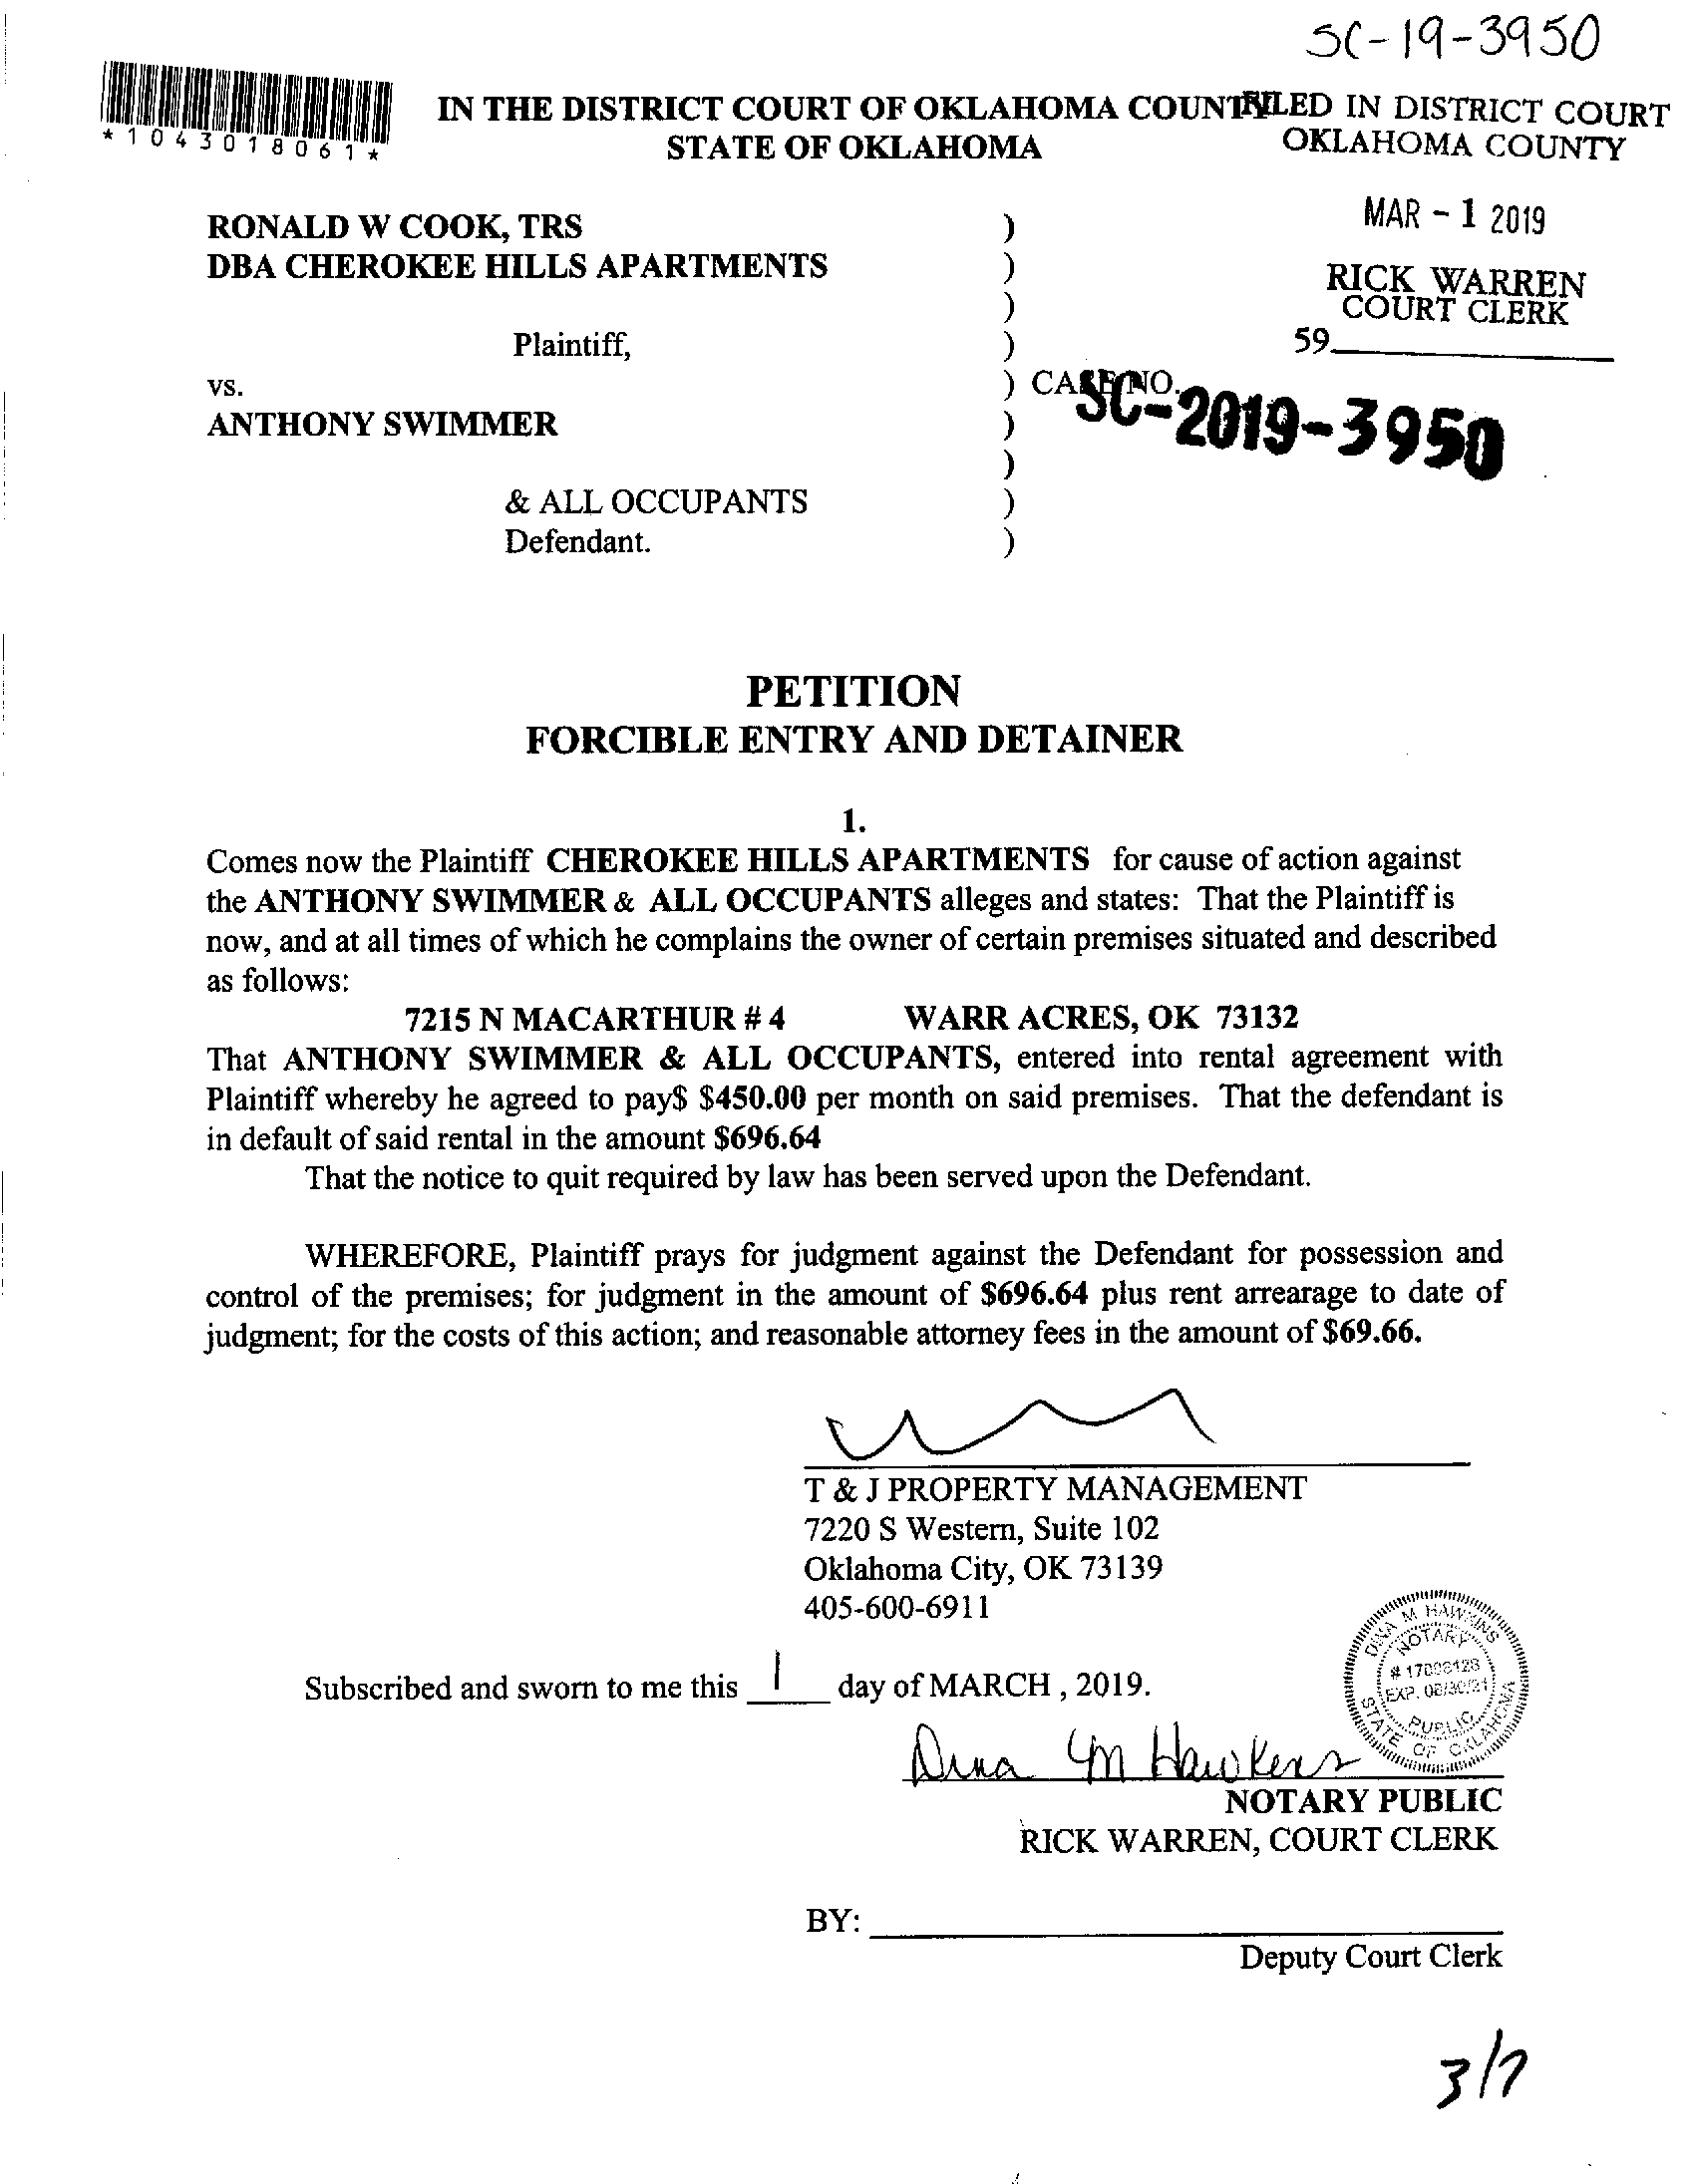 SC-19-3950
*1043018061*
IN THE DISTRICT COURT OF OKLAHOMA COUNTY
STATE OF OKLAHOMA
FILED IN DISTRICT COURT
OKLAHOMA COUNTY
MAR - 1 2019
RICK WARREN
COURT CLERK
59
RONALD W COOK, TRS )
DBA CHEROKEE HILLS APARTMENTS )
)
Plaintiff, )
vs. ) CASE NO. SC-2019-3950
ANTHONY SWIMMER )
)
& ALL OCCUPANTS )
Defendant. )
PETITION
FORCIBLE ENTRY AND DETAINER
1.
Comes now the Plaintiff CHEROKEE HILLS APARTMENTS for cause of action against
the ANTHONY SWIMMER & ALL OCCUPANTS alleges and states: That the Plaintiff is
now, and at all times of which he complains the owner of certain premises situated and described
as follows:
7215 N MACARTHUR # 4 WARR ACRES, OK 73132
That ANTHONY SWIMMER & ALL OCCUPANTS, entered into rental agreement with
Plaintiff whereby he agreed to pay$ $450.00 per month on said premises. That the defendant is
in default of said rental in the amount $696.64
That the notice to quit required by law has been served upon the Defendant.
WHEREFORE, Plaintiff prays for judgment against the Defendant for possession and
control of the premises; for judgment in the amount of $696.64 plus rent arrearage to date of
judgment; for the costs of this action; and reasonable attorney fees in the amount of $69.66.
T & J PROPERTY MANAGEMENT
7220 S Western, Suite 102
Oklahoma City, OK 73139
405-600-6911
Subscribed and sworn to me this 1 day of MARCH , 2019.
DINA M HAWKINS
NOTARY
PUBLIC
STATE OF OKLAHOMA
Dina M Hawkins
NOTARY PUBLIC
RICK WARREN, COURT CLERK
BY:
Deputy Court Clerk
3/7